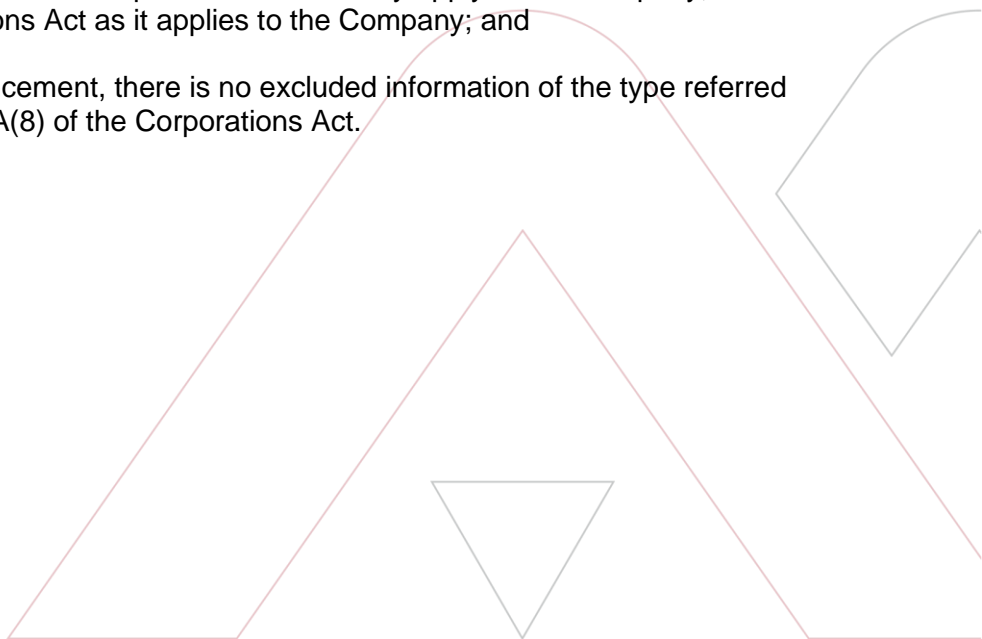 ons Act as it applies to the Company; and
cement, there is no excluded information of the type referred
A(8) of the Corporations Act.